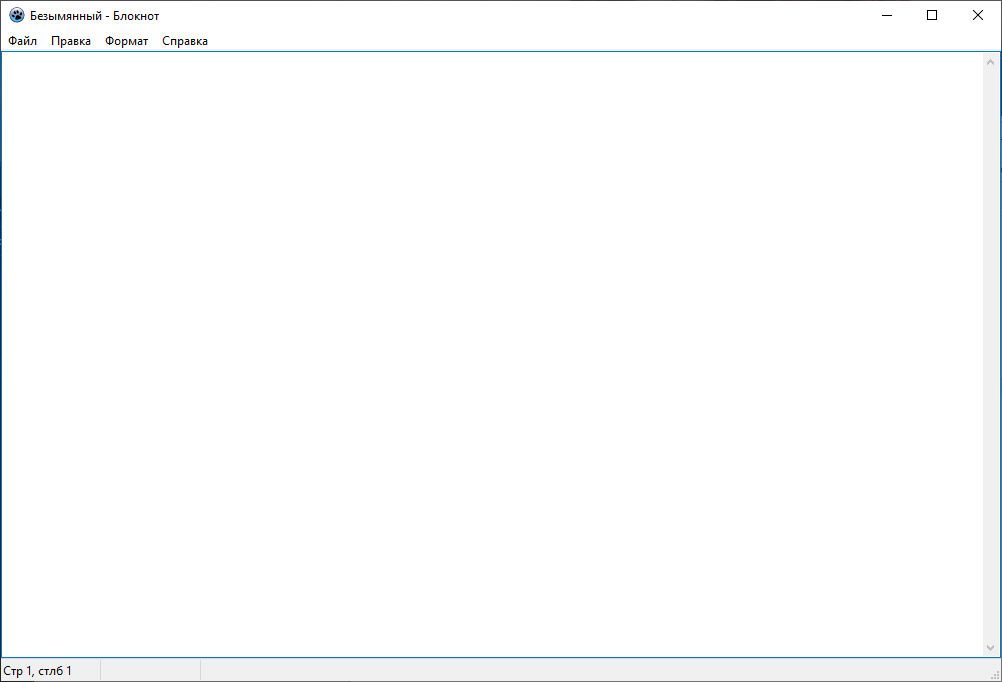 Безымянный - Блокнот
Файл Правка Формат Справка
Стр 1, стлб 1